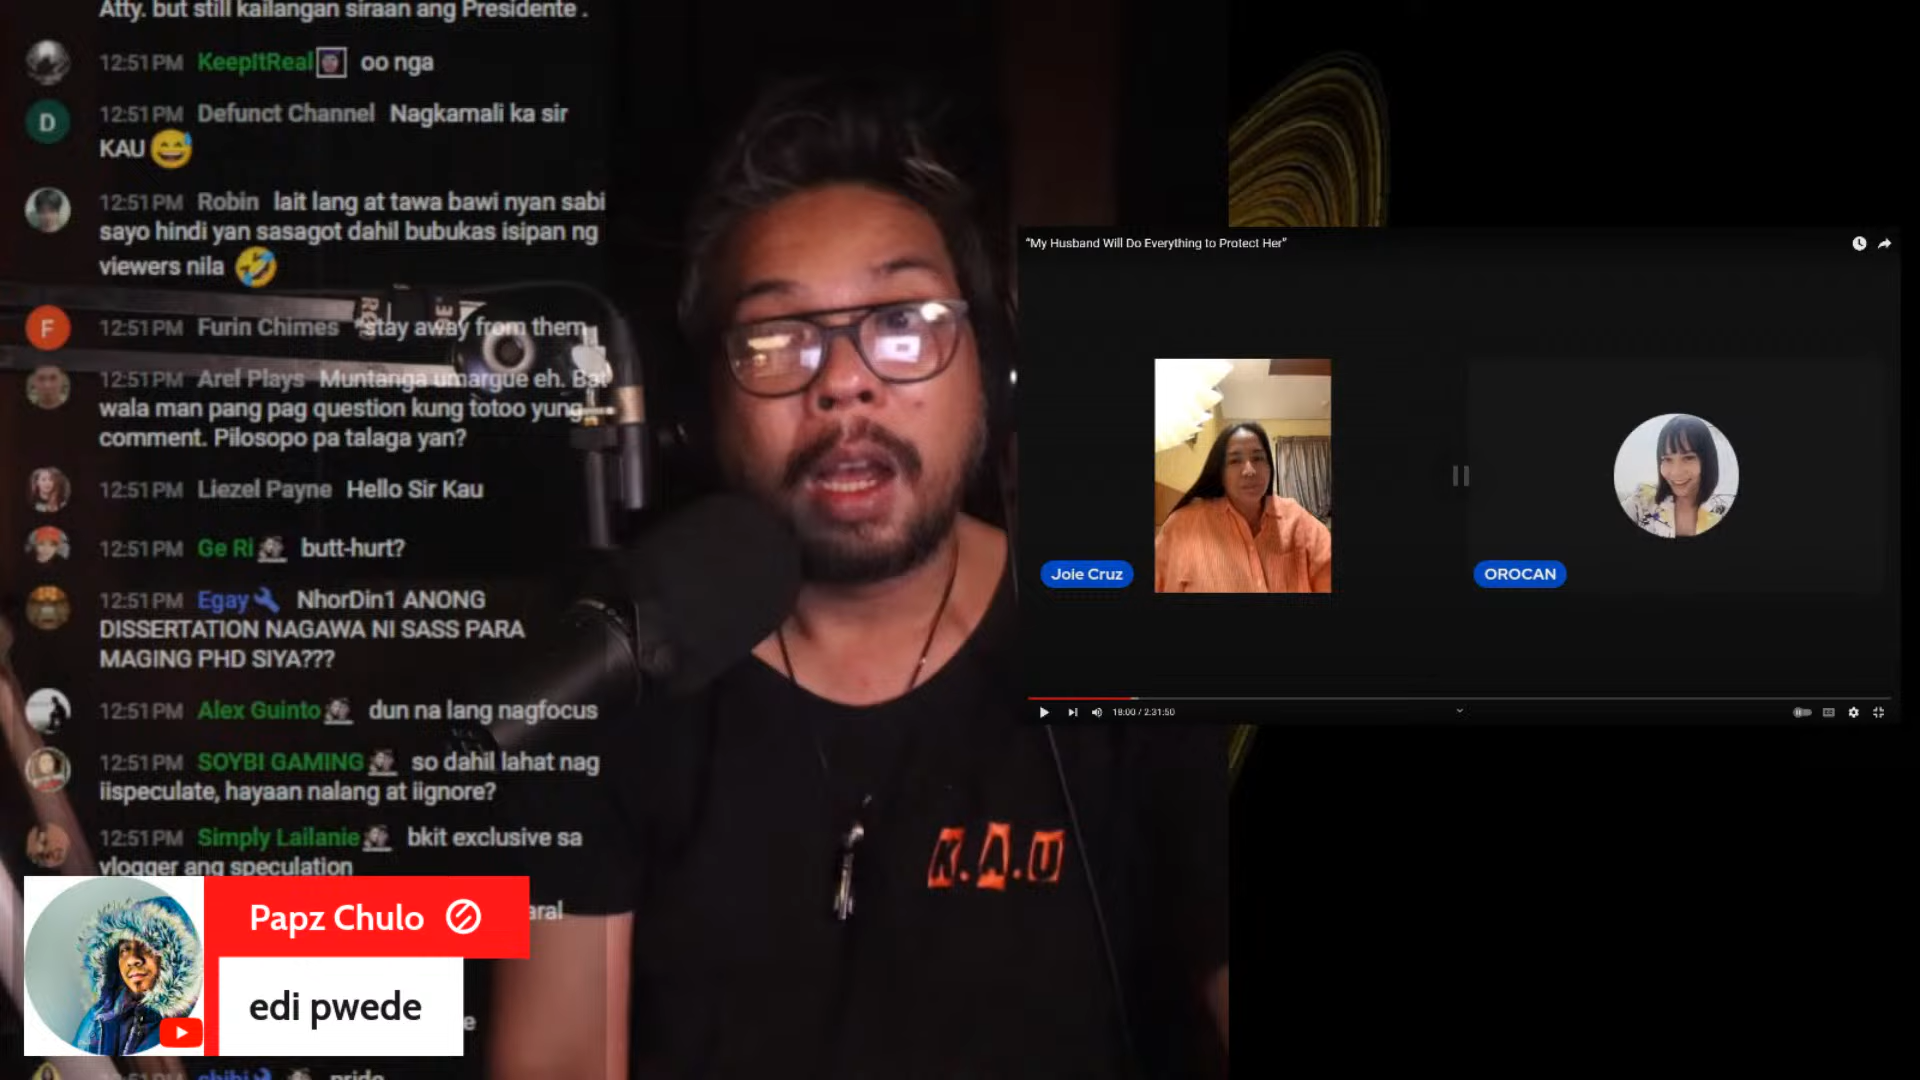 Atty. but still kailangan siraan ang Presidente .
12:51 PM KeepItReal oo nga
D
12:51 PM Defunct Channel Nagkamali ka sir
KAU
12:51 PM Robin lait lang at tawa bawi nyan sabi
sayo hindi yan sasagot dahil bubukas isipan ng
viewers nila
F
12:51 PM Furin Chimes *stay away from them
12:51 PM Arel Plays Muntanga umargue eh. Bat
wala man pang pag question kung totoo yung
comment. Pilosopo pa talaga yan?
12:51 PM Liezel Payne Hello Sir Kau
12:51 PM Ge Ri butt-hurt?
12:51 PM Egay NhorDin1 ANONG
DISSERTATION NAGAWA NI SASS PARA
MAGING PHD SIYA???
12:51 PM Alex Guinto dun na lang nagfocus
12:51 PM SOYBI GAMING so dahil lahat nag
iispeculate, hayaan nalang at iignore?
12:51 PM Simply Lailanie bkit exclusive sa
vlogger ang speculation
Papz Chulo
edi pwede
12:51 PM shibi pride
"My Husband Will Do Everything to Protect Her"
Joie Cruz
OROCAN
18:00 / 2:31:50
K.A.U